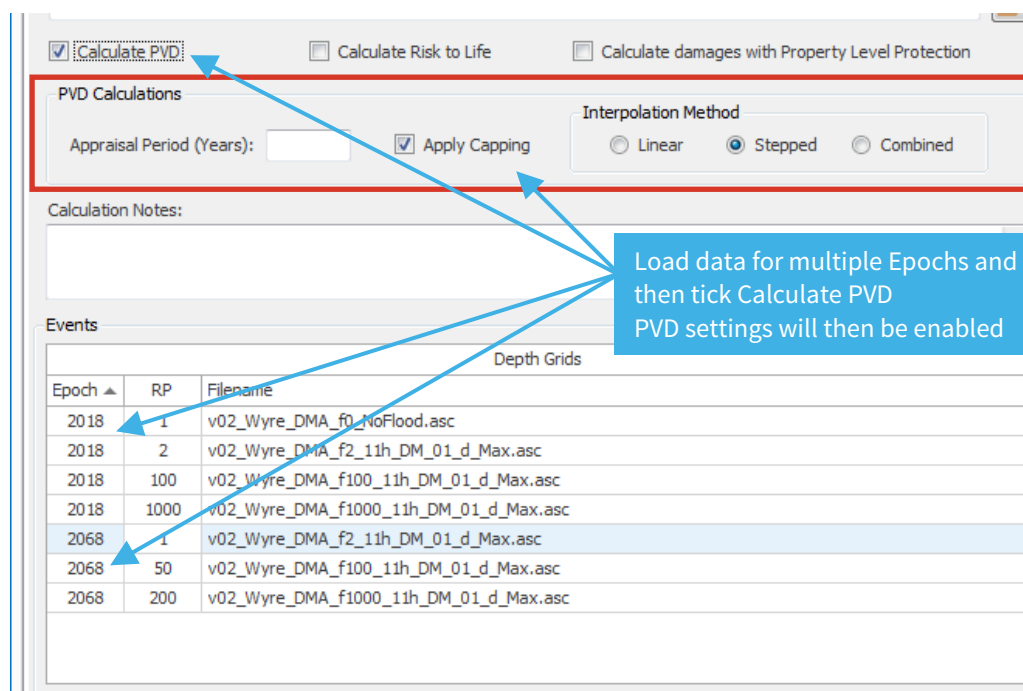 Calculate PVD Calculate Risk to Life Calculate damages with Property Level Protection
PVD Calculations
Interpolation Method
Appraisal Period (Years): Apply Capping Linear Stepped Combined
Calculation Notes:
Load data for multiple Epochs and
then tick Calculate PVD
PVD settings will then be enabled
Events
Depth Grids
Epoch RP Filename
2018 1 v02_Wyre_DMA_f0_NoFlood.asc
2018 2 v02_Wyre_DMA_f2_11h_DM_01_d_Max.asc
2018 100 v02_Wyre_DMA_f100_11h_DM_01_d_Max.asc
2018 1000 v02_Wyre_DMA_f1000_11h_DM_01_d_Max.asc
2068 1 v02_Wyre_DMA_f2_11h_DM_01_d_Max.asc
2068 50 v02_Wyre_DMA_f100_11h_DM_01_d_Max.asc
2068 200 v02_Wyre_DMA_f1000_11h_DM_01_d_Max.asc